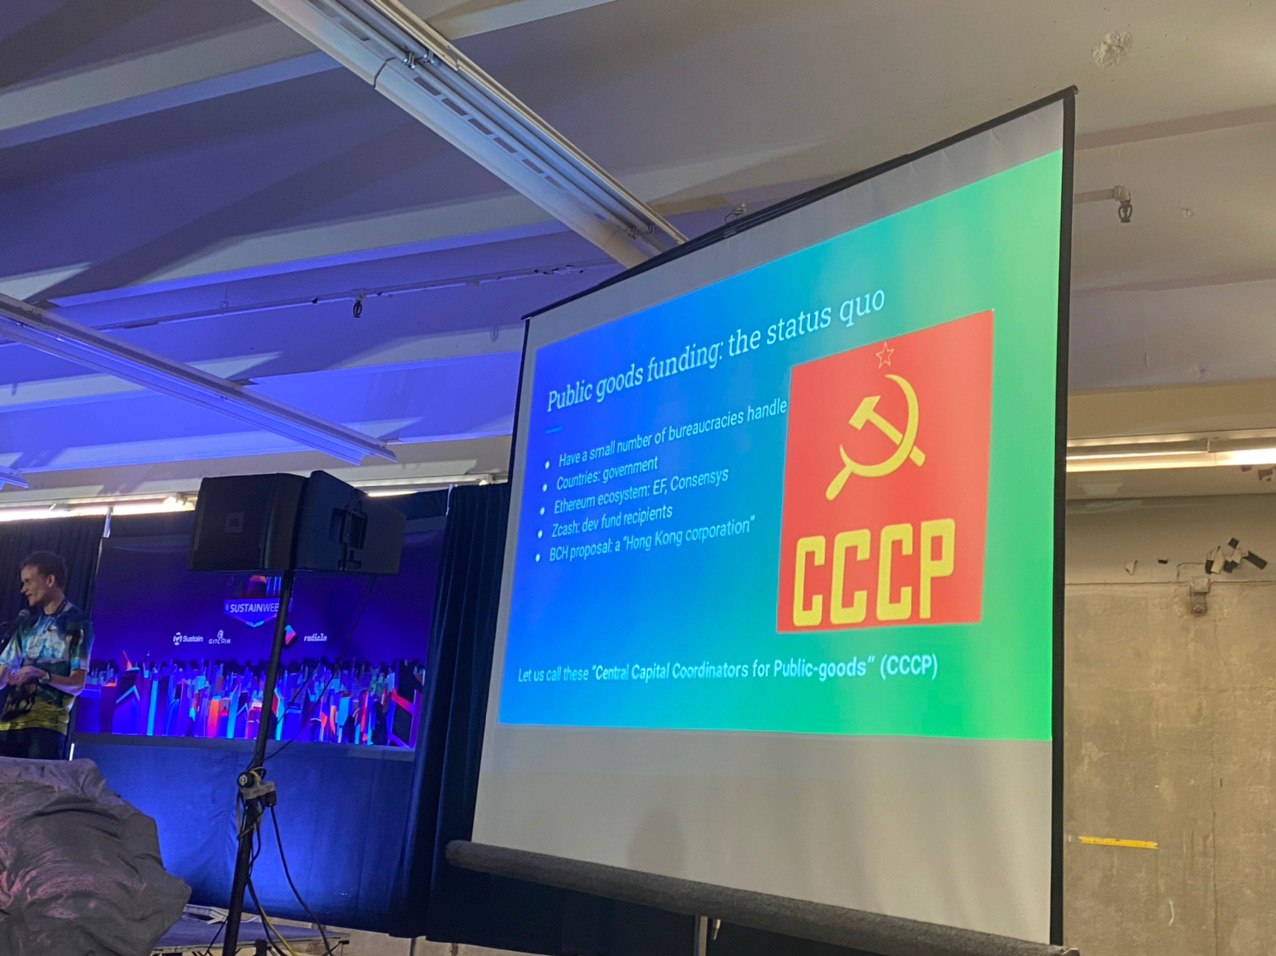 Public goods funding: the status quo
Have a small number of bureaucracies handle
Countries: government
Ethereum ecosystem: EF, Consensys
Zcash: dev fund recipients
BCH proposal: a “Hong Kong corporation”
CCCP
Let us call these “Central Capital Coordinators for Public-goods” (CCCP)
SUSTAINWEB
Sustain
GITCOIN
radicle